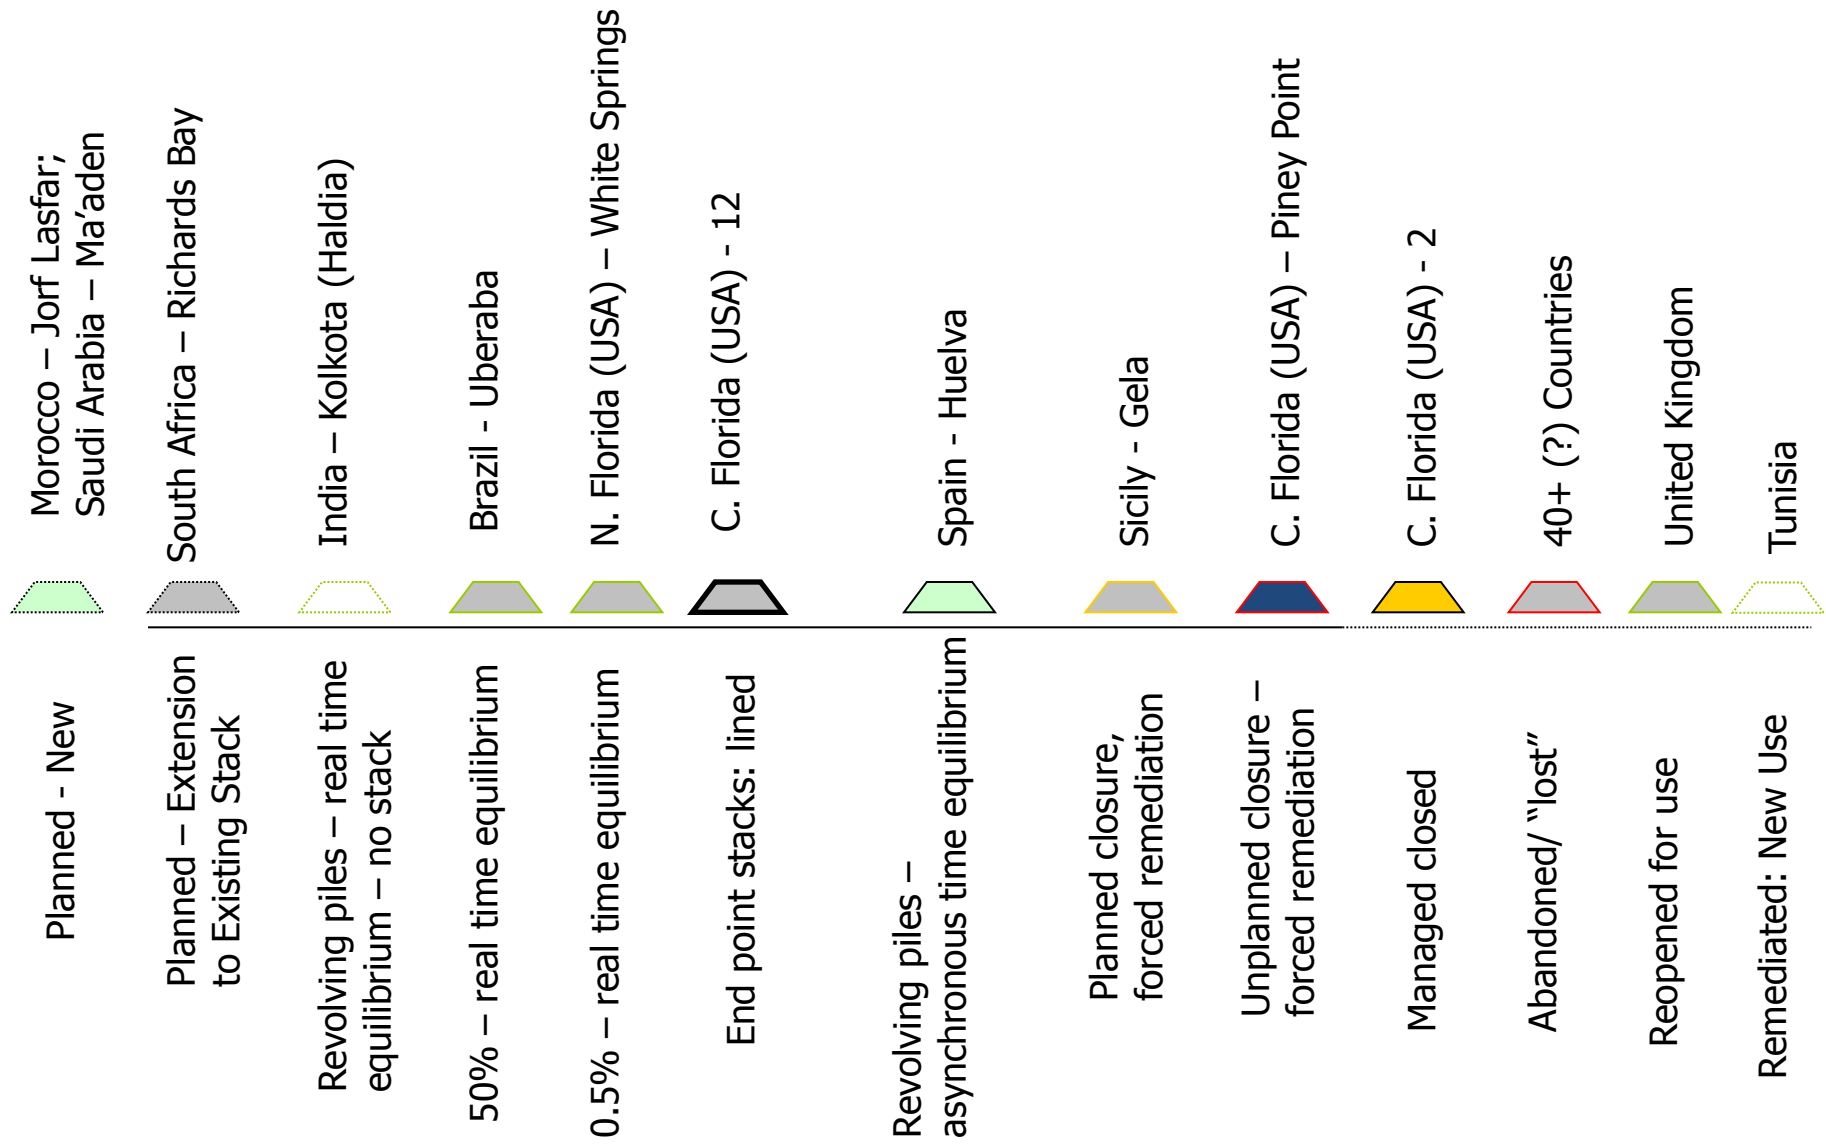 Morocco – Jorf Lasfar;
Saudi Arabia – Ma’aden
South Africa – Richards Bay
India – Kolkota (Haldia)
Brazil - Uberaba
N. Florida (USA) – White Springs
C. Florida (USA) - 12
Spain - Huelva
Sicily - Gela
C. Florida (USA) – Piney Point
C. Florida (USA) - 2
40+ (?) Countries
United Kingdom
Tunisia
Planned - New
Planned – Extension
to Existing Stack
Revolving piles – real time
equilibrium – no stack
50% – real time equilibrium
0.5% – real time equilibrium
End point stacks: lined
Revolving piles –
asynchronous time equilibrium
Planned closure,
forced remediation
Unplanned closure –
forced remediation
Managed closed
Abandoned/ “lost”
Reopened for use
Remediated: New Use